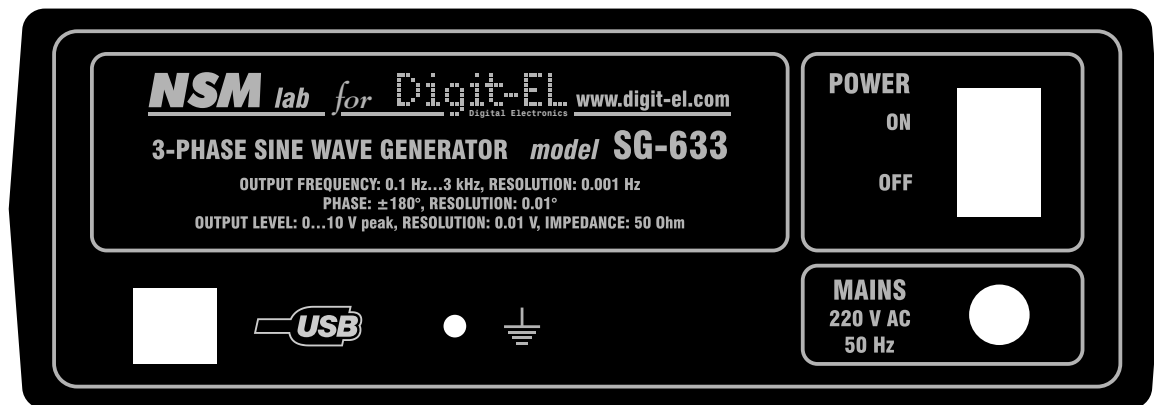 NSM lab for Digit-EL www.digit-el.com
Digital Electronics
3-PHASE SINE WAVE GENERATOR model SG-633
OUTPUT FREQUENCY: 0.1 Hz...3 kHz, RESOLUTION: 0.001 Hz
PHASE: ±180°, RESOLUTION: 0.01°
OUTPUT LEVEL: 0...10 V peak, RESOLUTION: 0.01 V, IMPEDANCE: 50 Ohm
POWER
ON
OFF
USB
MAINS
220 V AC
50 Hz